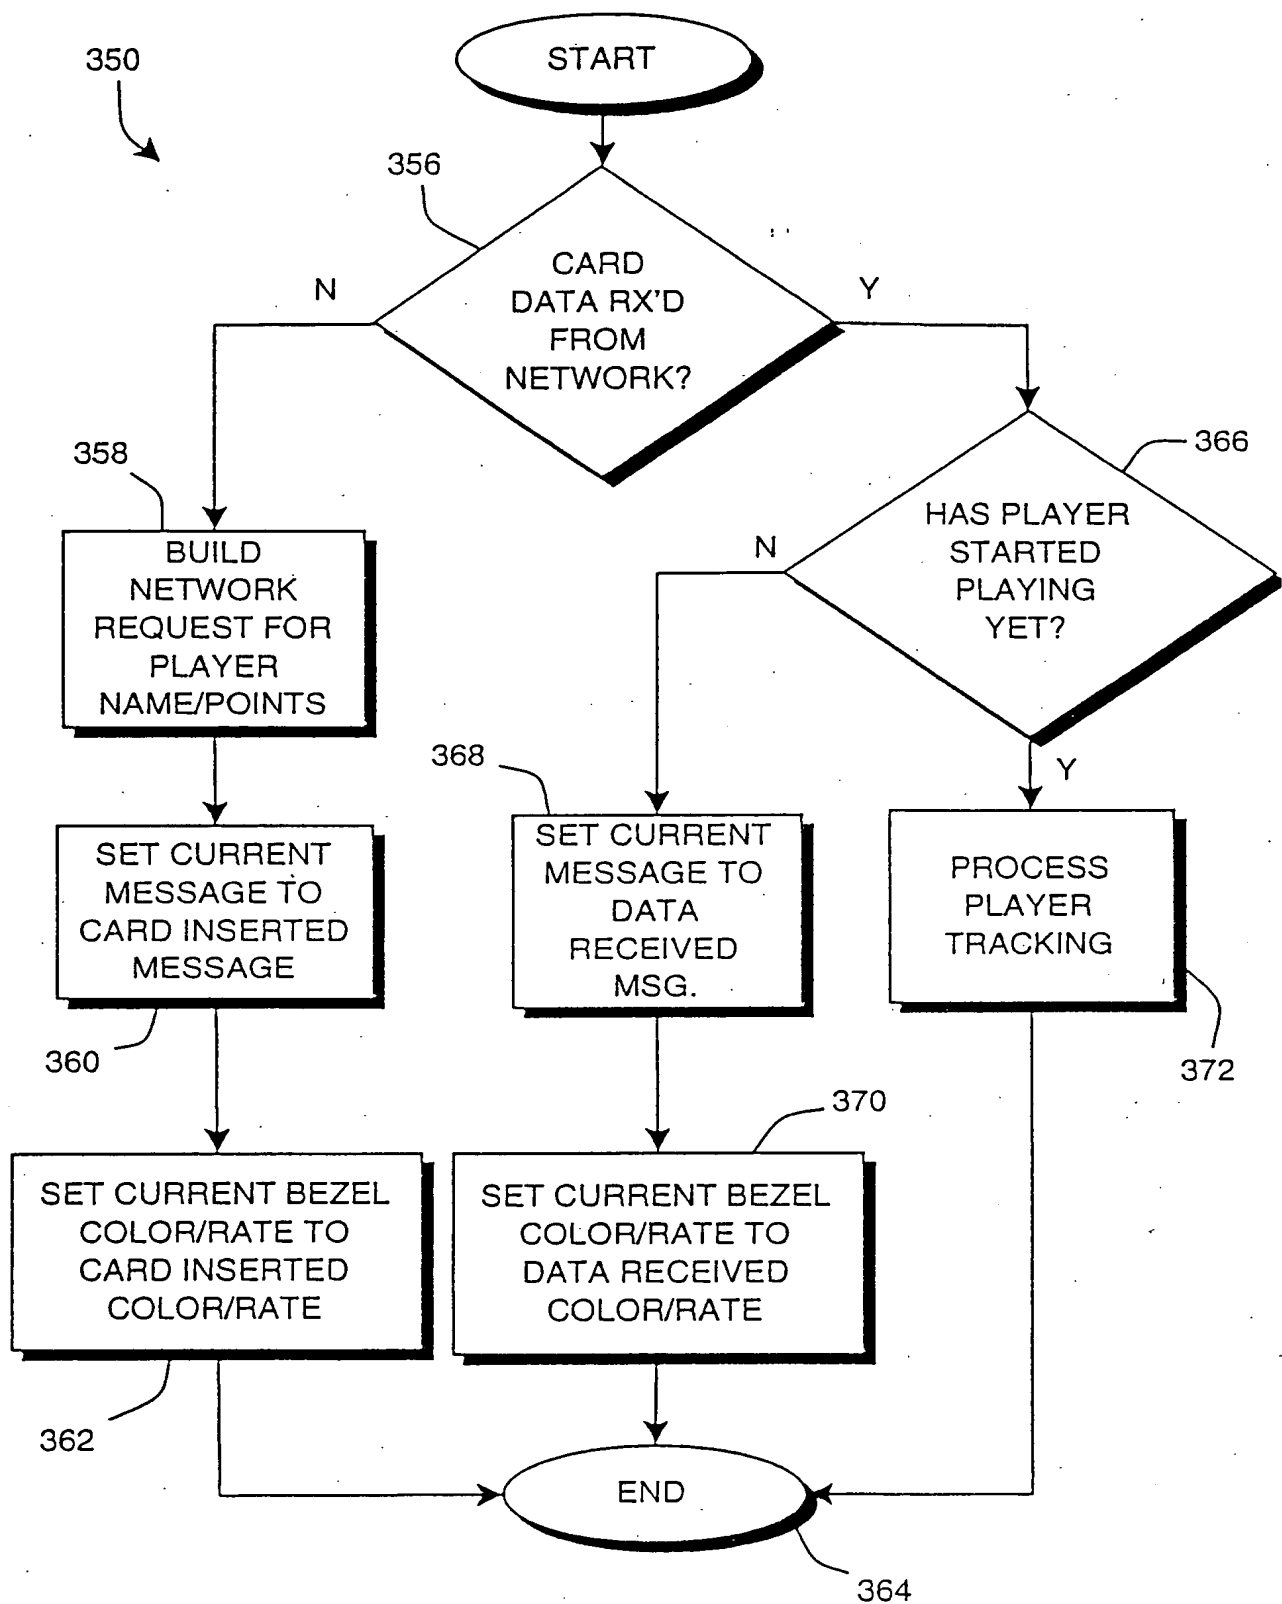 START
350
356
CARD
DATA RX'D
FROM
NETWORK?
N
Y
358
366
BUILD
NETWORK
REQUEST FOR
PLAYER
NAME/POINTS
HAS PLAYER
STARTED
PLAYING
YET?
N
Y
368
SET CURRENT
MESSAGE TO
CARD INSERTED
MESSAGE
360
SET CURRENT
MESSAGE TO
DATA
RECEIVED
MSG.
PROCESS
PLAYER
TRACKING
372
370
SET CURRENT BEZEL
COLOR/RATE TO
CARD INSERTED
COLOR/RATE
362
SET CURRENT BEZEL
COLOR/RATE TO
DATA RECEIVED
COLOR/RATE
END
364